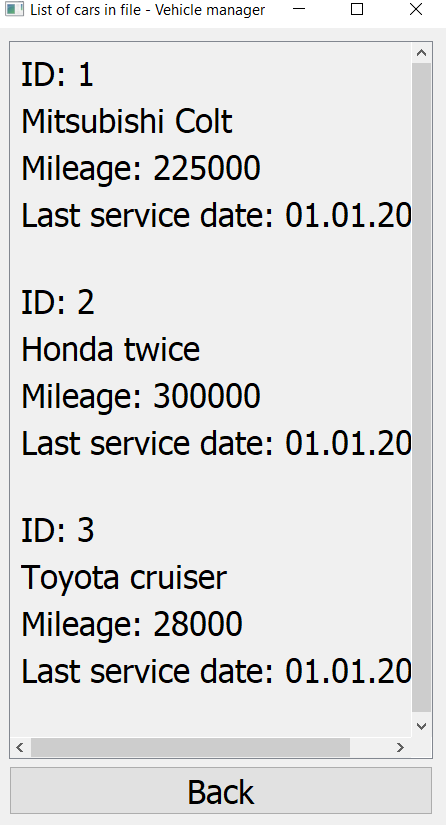 List of cars in file - Vehicle manager
ID: 1
Mitsubishi Colt
Mileage: 225000
Last service date: 01.01.20
ID: 2
Honda twice
Mileage: 300000
Last service date: 01.01.20
ID: 3
Toyota cruiser
Mileage: 28000
Last service date: 01.01.20
Back